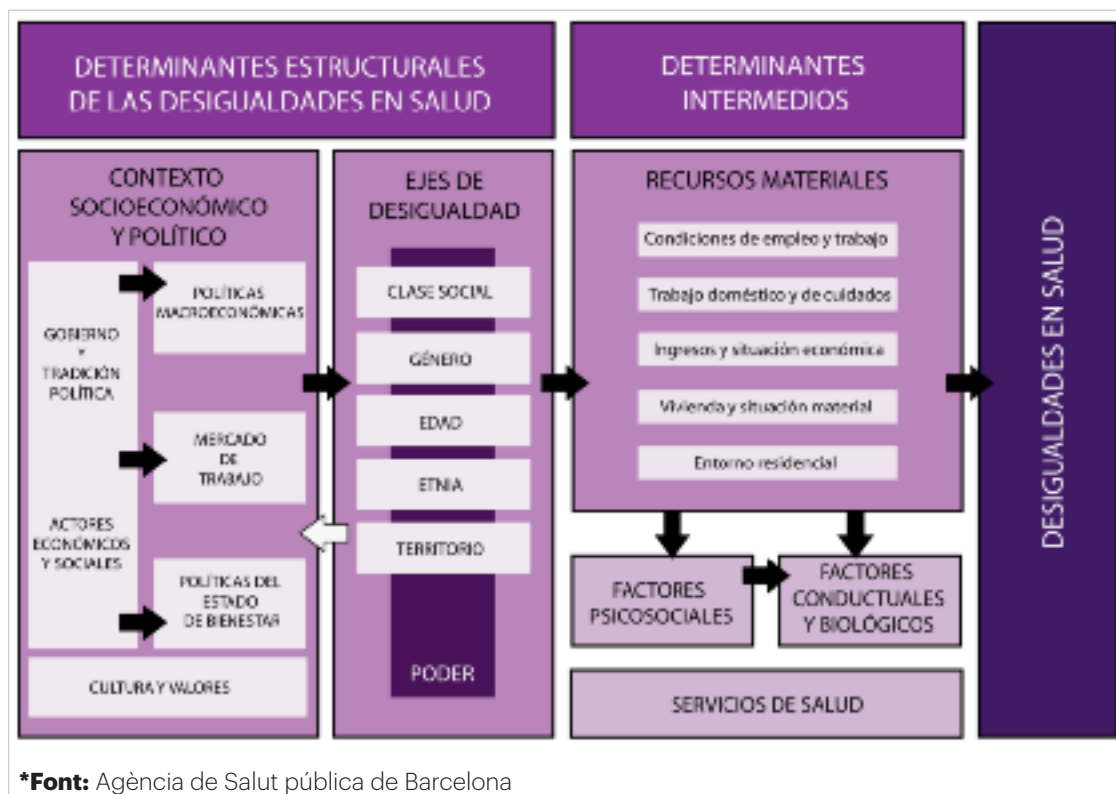 DETERMINANTES ESTRUCTURALES
DE LAS DESIGUALDADES EN SALUD
DETERMINANTES
INTERMEDIOS
CONTEXTO
SOCIOECONÓMICO
Y POLÍTICO
GOBIERNO
Y
TRADICIÓN
POLÍTICA
ACTORES
ECONÓMICOS
Y SOCIALES
POLÍTICAS
MACROECONÓMICAS
MERCADO
DE
TRABAJO
POLÍTICAS DEL
ESTADO
DE BIENESTAR
CULTURA Y VALORES
EJES DE
DESIGUALDAD
CLASE SOCIAL
GÉNERO
EDAD
ETNIA
TERRITORIO
PODER
RECURSOS MATERIALES
Condiciones de empleo y trabajo
Trabajo doméstico y de cuidados
Ingresos y situación económica
Vivienda y situación material
Entorno residencial
FACTORES
PSICOSOCIALES
FACTORES
CONDUCTUALES
Y BIOLÓGICOS
SERVICIOS DE SALUD
DESIGUALDADES EN SALUD
*Font: Agència de Salut pública de Barcelona